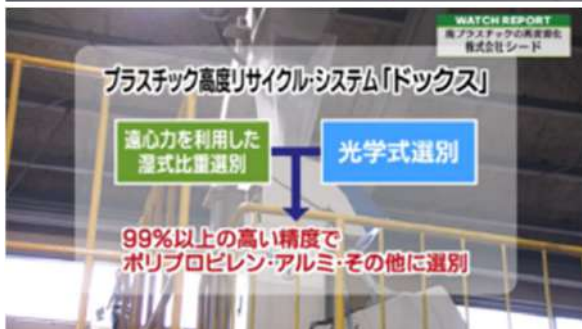 WATCH REPORT
廃プラスチックの再資源化
株式会社シード
プラスチック高度リサイクル・システム「ドックス」
遠心力を利用した
湿式比重選別
光学式選別
99%以上の高い精度で
ポリプロピレン・アルミ・その他に選別